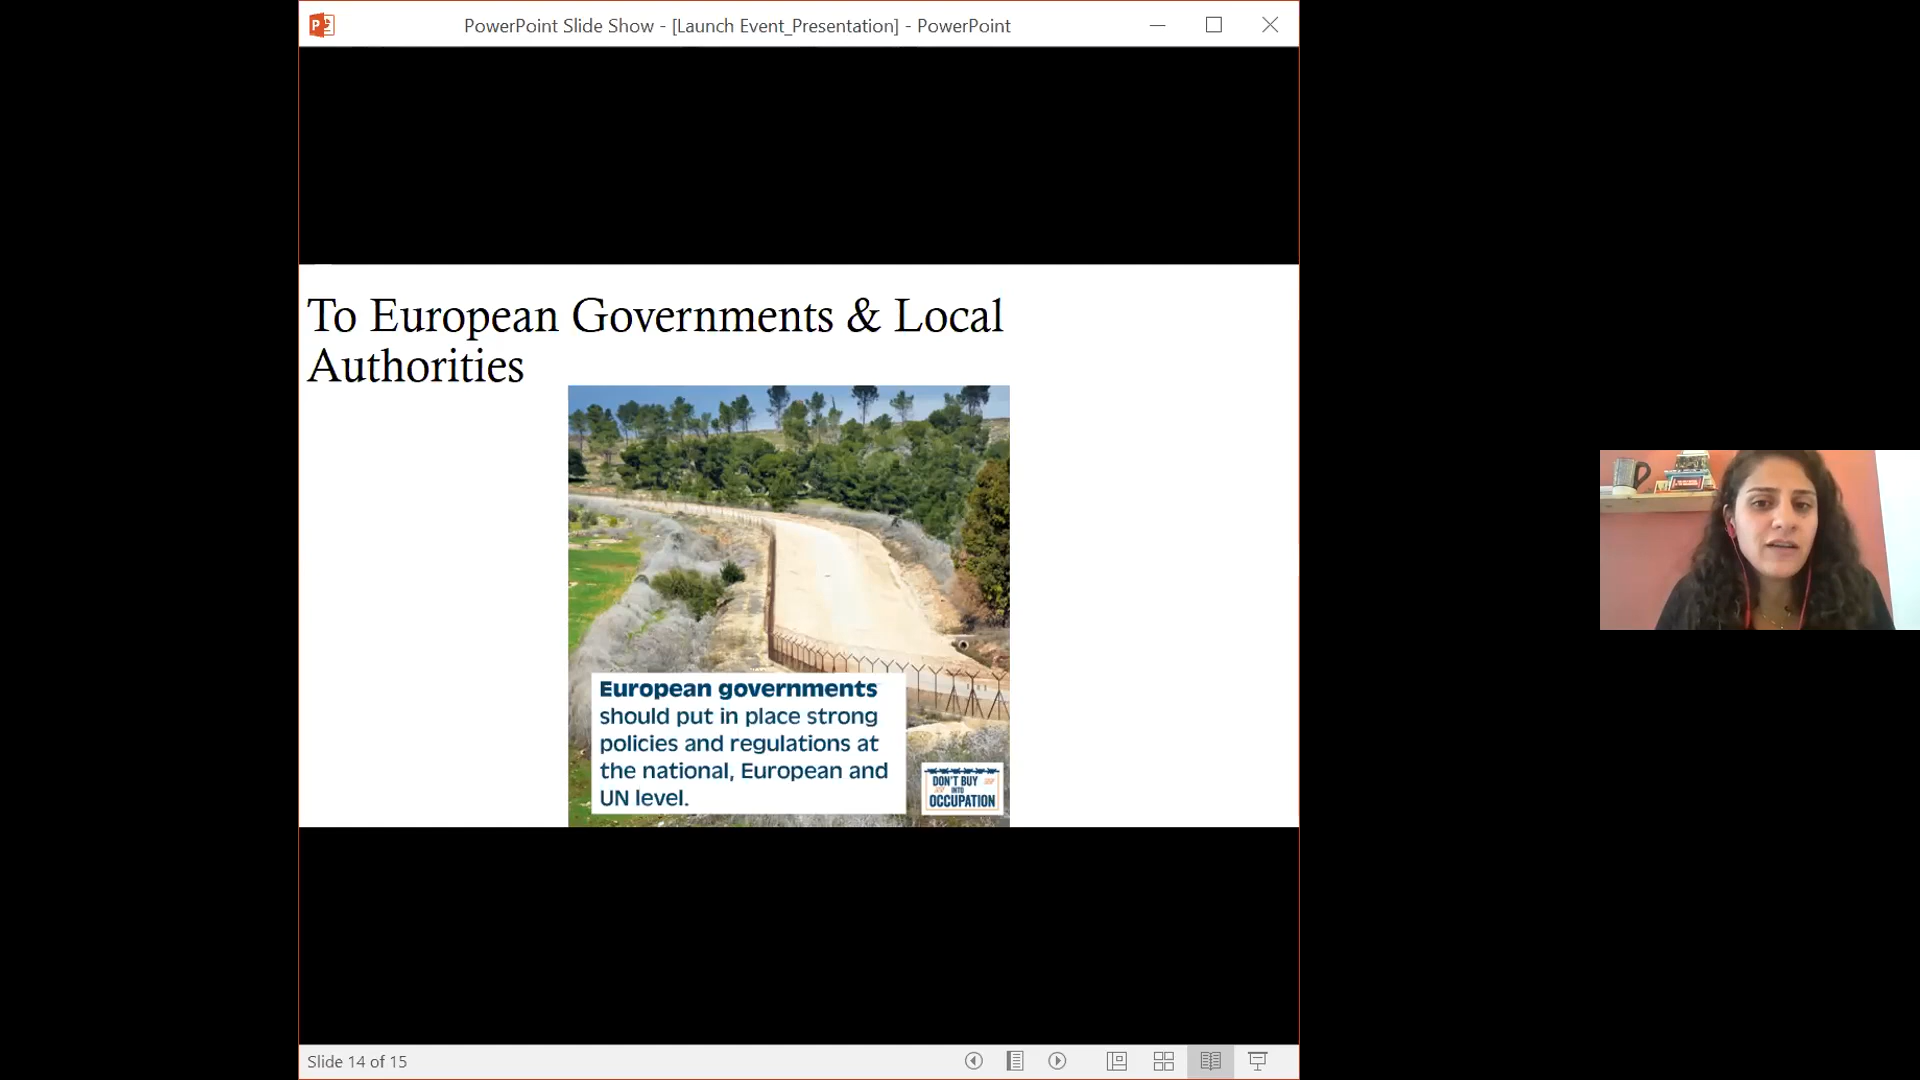 PowerPoint Slide Show - [Launch Event_Presentation] - PowerPoint
To European Governments & Local
Authorities
European governments
should put in place strong
policies and regulations at
the national, European and
UN level.
DON'T BUY
INTO
OCCUPATION
Slide 14 of 15